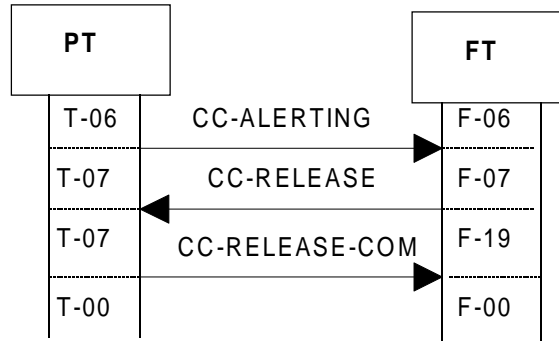 PT FT
T-06 CC-ALERTING F-06
T-07 CC-RELEASE F-07
T-07 CC-RELEASE-COM F-19
T-00 F-00